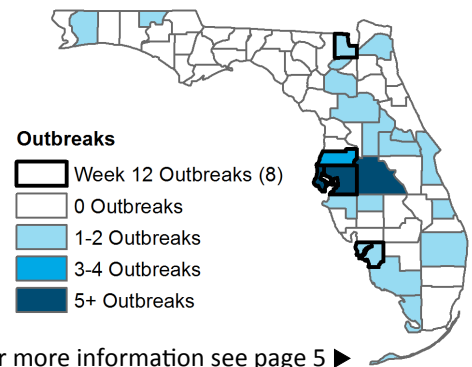 Outbreaks
Week 12 Outbreaks (8)
0 Outbreaks
1-2 Outbreaks
3-4 Outbreaks
5+ Outbreaks
r more information see page 5 ▶